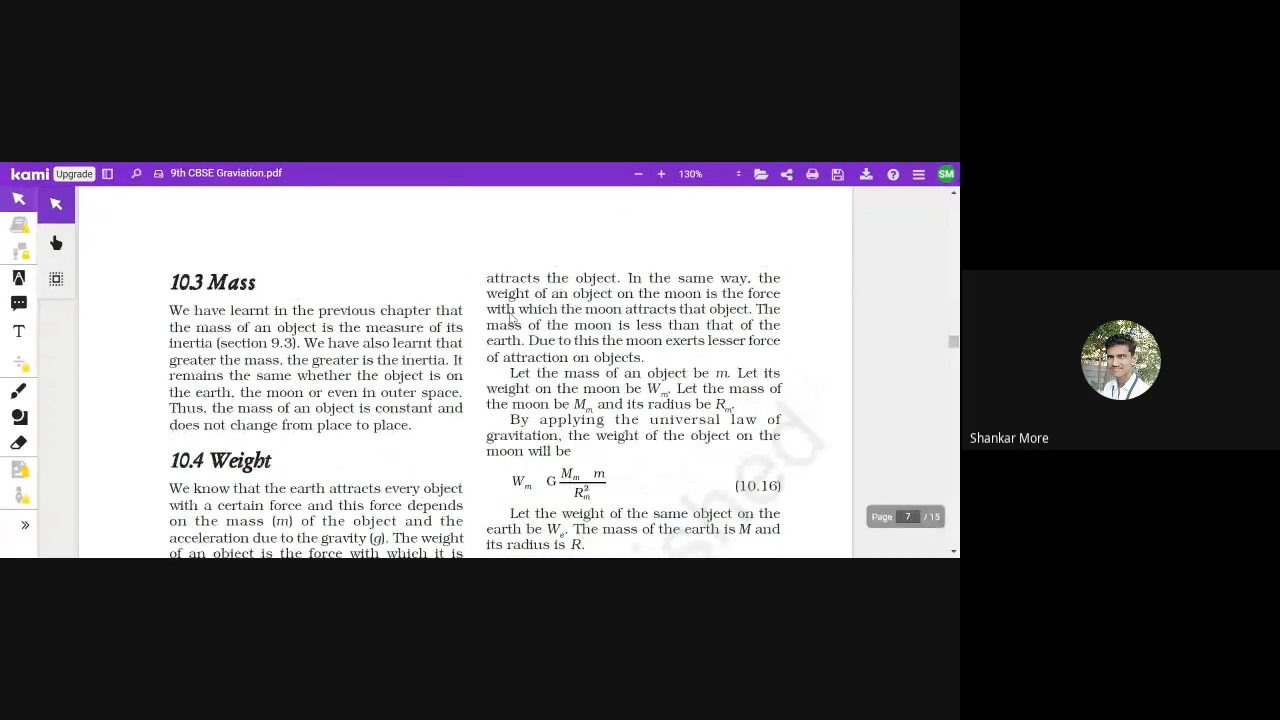 kami Upgrade 9th CBSE Graviation.pdf 130% SM
10.3 Mass
We have learnt in the previous chapter that
the mass of an object is the measure of its
inertia (section 9.3). We have also learnt that
greater the mass, the greater is the inertia. It
remains the same whether the object is on
the earth, the moon or even in outer space.
Thus, the mass of an object is constant and
does not change from place to place.
10.4 Weight
We know that the earth attracts every object
with a certain force and this force depends
on the mass (m) of the object and the
acceleration due to the gravity (g). The weight
of an object is the force with which it is
attracts the object. In the same way, the
weight of an object on the moon is the force
with which the moon attracts that object. The
mass of the moon is less than that of the
earth. Due to this the moon exerts lesser force
of attraction on objects.
Let the mass of an object be m. Let its
weight on the moon be Wm. Let the mass of
the moon be Mm and its radius be Rm.
By applying the universal law of
gravitation, the weight of the object on the
moon will be
Wm G Mm m
R²m (10.16)
Let the weight of the same object on the
earth be We. The mass of the earth is M and
its radius is R.
shed
Page 7 / 15
Shankar More